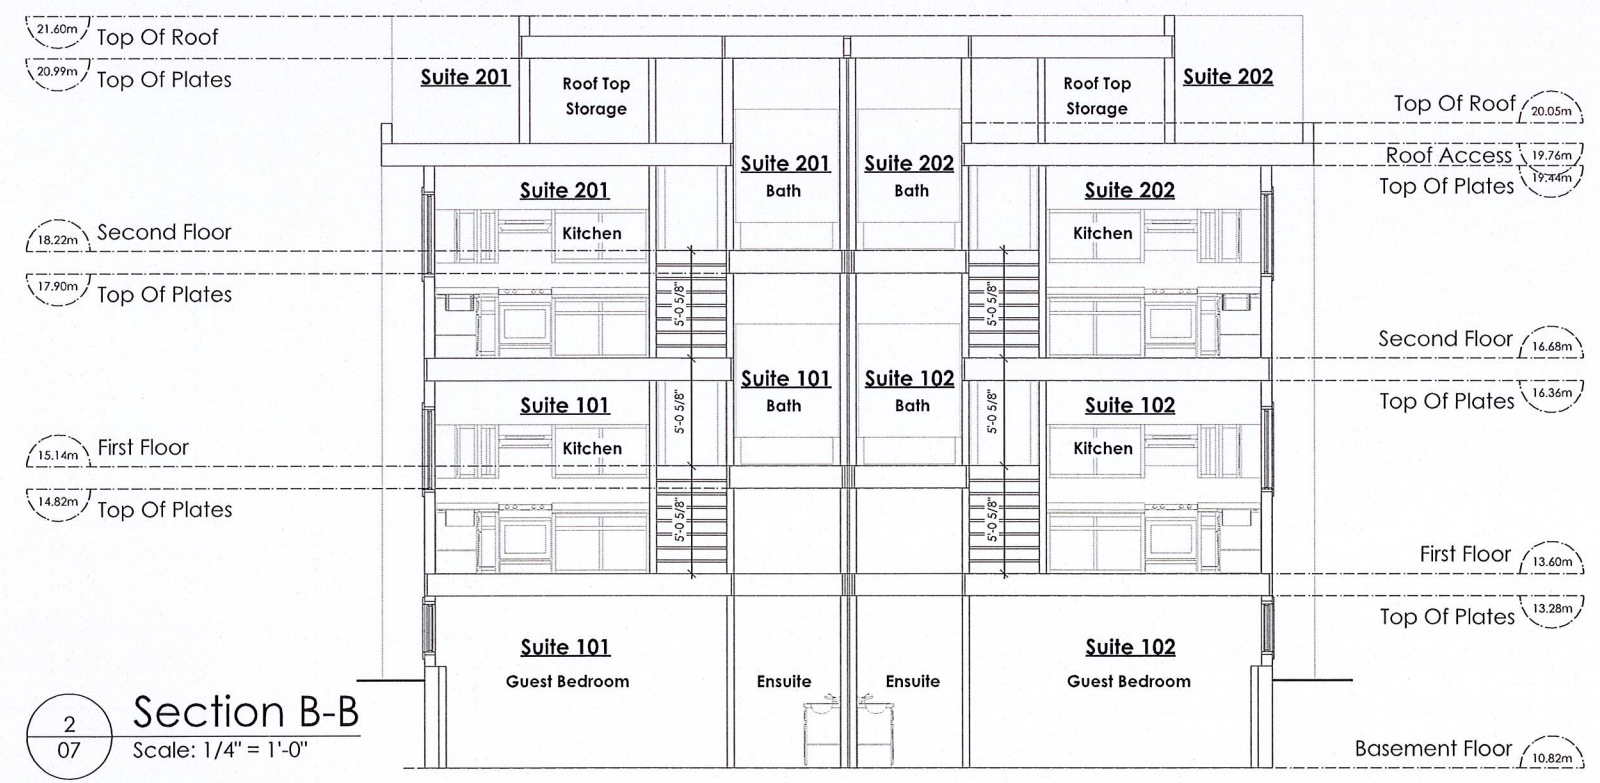 21.60m Top Of Roof
20.99m Top Of Plates
Suite 201
Roof Top
Storage
Roof Top
Storage
Suite 202
Top Of Roof 20.05m
Roof Access 19.76m
Top Of Plates 19.44m
Suite 201
Bath
Suite 202
Bath
Suite 201
Kitchen
Suite 202
Kitchen
18.22m Second Floor
17.90m Top Of Plates
5'-0 5/8"
5'-0 5/8"
Second Floor 16.68m
Top Of Plates 16.36m
Suite 101
Bath
Suite 102
Bath
Suite 101
Kitchen
Suite 102
Kitchen
5'-0 5/8"
5'-0 5/8"
15.14m First Floor
14.82m Top Of Plates
5'-0 5/8"
5'-0 5/8"
First Floor 13.60m
Top Of Plates 13.28m
Suite 101
Guest Bedroom
Ensuite
Ensuite
Suite 102
Guest Bedroom
2
07
Section B-B
Scale: 1/4" = 1'-0"
Basement Floor 10.82m